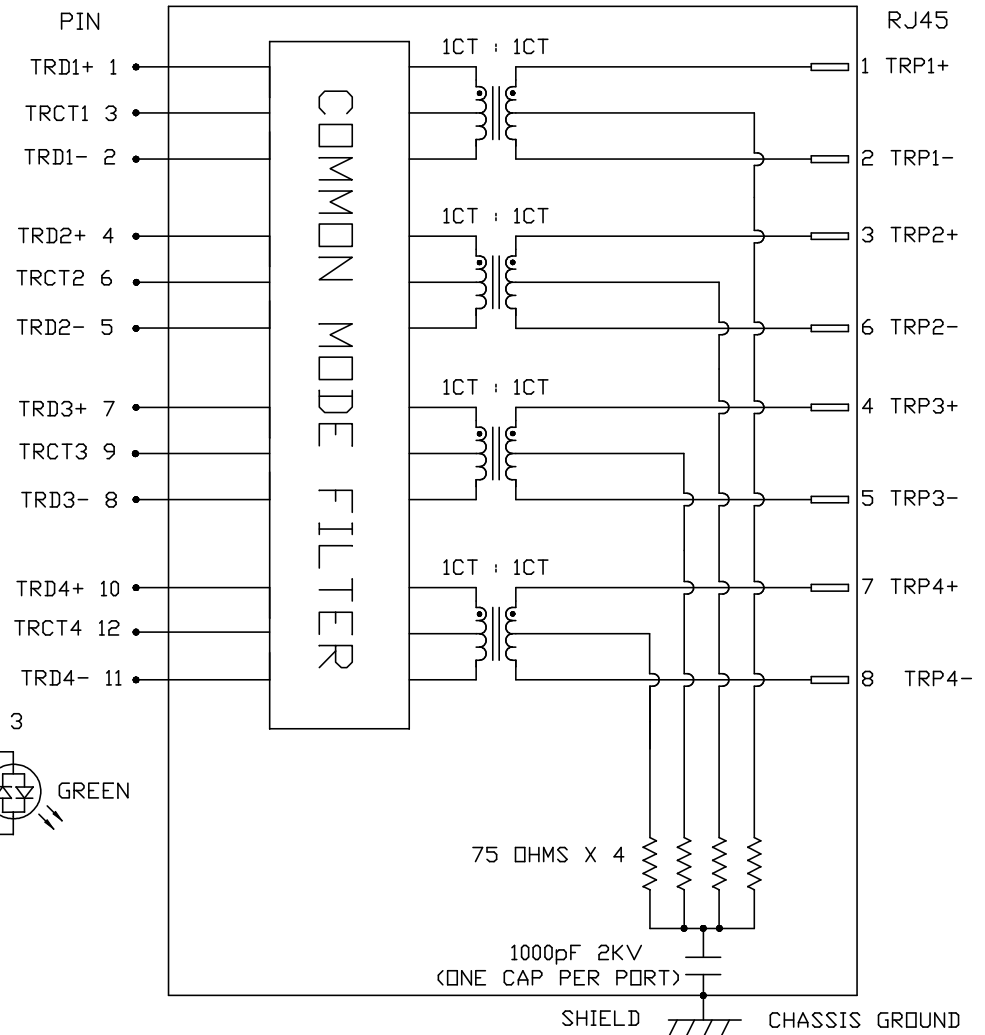 PIN
RJ45
1CT : 1CT
TRD1+ 1
1 TRP1+
TRCT1 3
TRD1- 2
2 TRP1-
1CT : 1CT
TRD2+ 4
3 TRP2+
TRCT2 6
TRD2- 5
6 TRP2-
1CT : 1CT
TRD3+ 7
4 TRP3+
TRCT3 9
TRD3- 8
5 TRP3-
1CT : 1CT
TRD4+ 10
7 TRP4+
TRCT4 12
TRD4- 11
8 TRP4-
COMMON MODE FILTER
3
GREEN
75 OHMS X 4
1000pF 2KV
(ONE CAP PER PORT)
SHIELD
CHASSIS GROUND